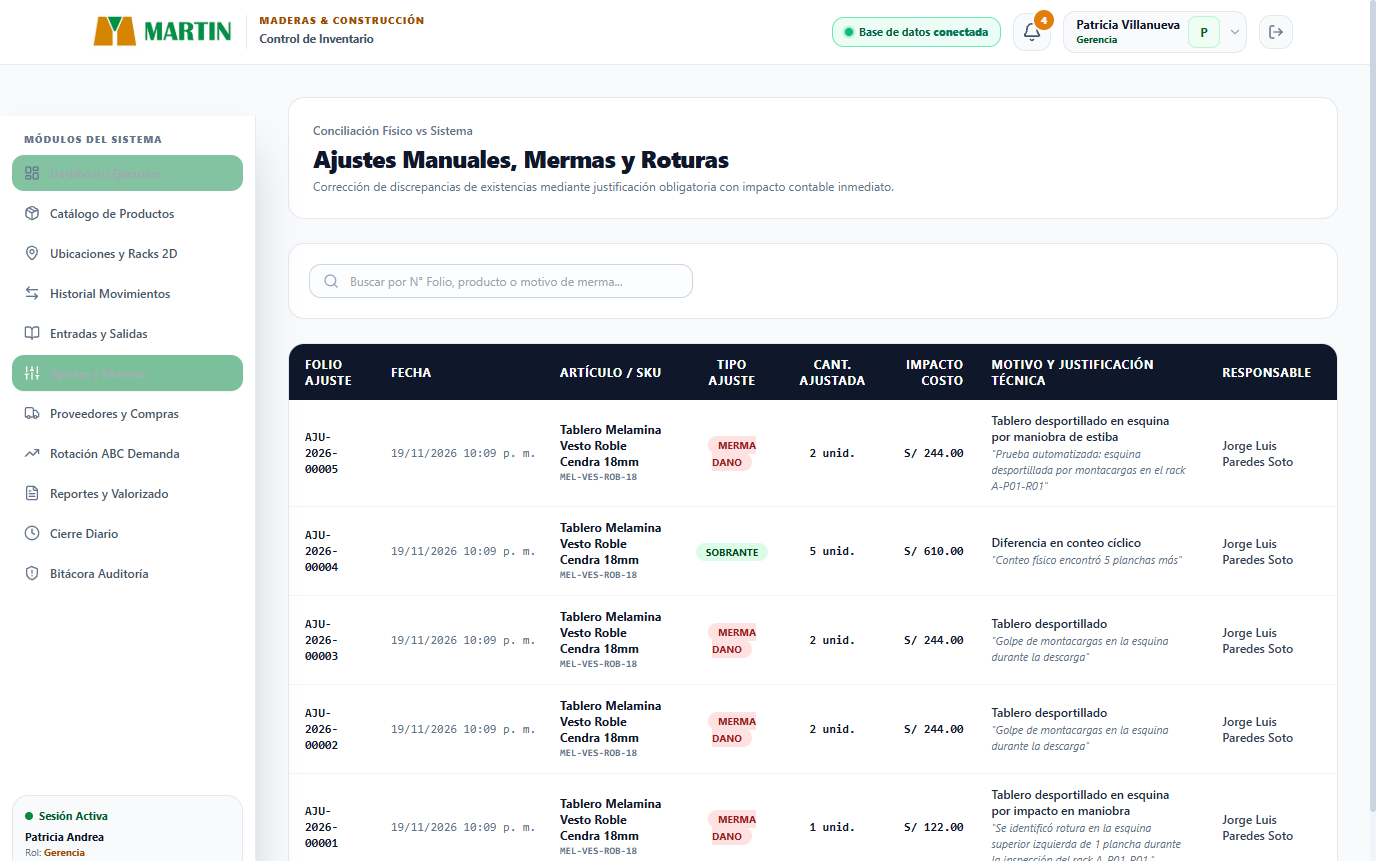 MARTIN
MADERAS & CONSTRUCCIÓN
Control de Inventario
Base de datos conectada
4
Patricia Villanueva
Gerencia
P
MÓDULOS DEL SISTEMA
Dashboard Ejecutivo
Catálogo de Productos
Ubicaciones y Racks 2D
Historial Movimientos
Entradas y Salidas
Ajustes y Mermas
Proveedores y Compras
Rotación ABC Demanda
Reportes y Valorizado
Cierre Diario
Bitácora Auditoría
Sesión Activa
Patricia Andrea
Rol: Gerencia
Conciliación Físico vs Sistema
Ajustes Manuales, Mermas y Roturas
Corrección de discrepancias de existencias mediante justificación obligatoria con impacto contable inmediato.
Buscar por N° Folio, producto o motivo de merma...
FOLIO AJUSTE
FECHA
ARTÍCULO / SKU
TIPO AJUSTE
CANT. AJUSTADA
IMPACTO COSTO
MOTIVO Y JUSTIFICACIÓN TÉCNICA
RESPONSABLE
AJU-
2026-
00005
19/11/2026 10:09 p. m.
Tablero Melamina
Vesto Roble
Cendra 18mm
MEL-VES-ROB-18
MERMA
DANO
2 unid.
S/ 244.00
Tablero desportillado en esquina
por maniobra de estiba
"Prueba automatizada: esquina
desportillada por montacargas en el rack
A-P01-R01"
Jorge Luis
Paredes Soto
AJU-
2026-
00004
19/11/2026 10:09 p. m.
Tablero Melamina
Vesto Roble
Cendra 18mm
MEL-VES-ROB-18
SOBRANTE
5 unid.
S/ 610.00
Diferencia en conteo cíclico
"Conteo físico encontró 5 planchas más"
Jorge Luis
Paredes Soto
AJU-
2026-
00003
19/11/2026 10:09 p. m.
Tablero Melamina
Vesto Roble
Cendra 18mm
MEL-VES-ROB-18
MERMA
DANO
2 unid.
S/ 244.00
Tablero desportillado
"Golpe de montacargas en la esquina
durante la descarga"
Jorge Luis
Paredes Soto
AJU-
2026-
00002
19/11/2026 10:09 p. m.
Tablero Melamina
Vesto Roble
Cendra 18mm
MEL-VES-ROB-18
MERMA
DANO
2 unid.
S/ 244.00
Tablero desportillado
"Golpe de montacargas en la esquina
durante la descarga"
Jorge Luis
Paredes Soto
AJU-
2026-
00001
19/11/2026 10:09 p. m.
Tablero Melamina
Vesto Roble
Cendra 18mm
MEL-VES-ROB-18
MERMA
DANO
1 unid.
S/ 122.00
Tablero desportillado en esquina
por impacto en maniobra
"Se identificó rotura en la esquina
superior izquierda de 1 plancha durante
la inspección del rack A-P01-R01."
Jorge Luis
Paredes Soto